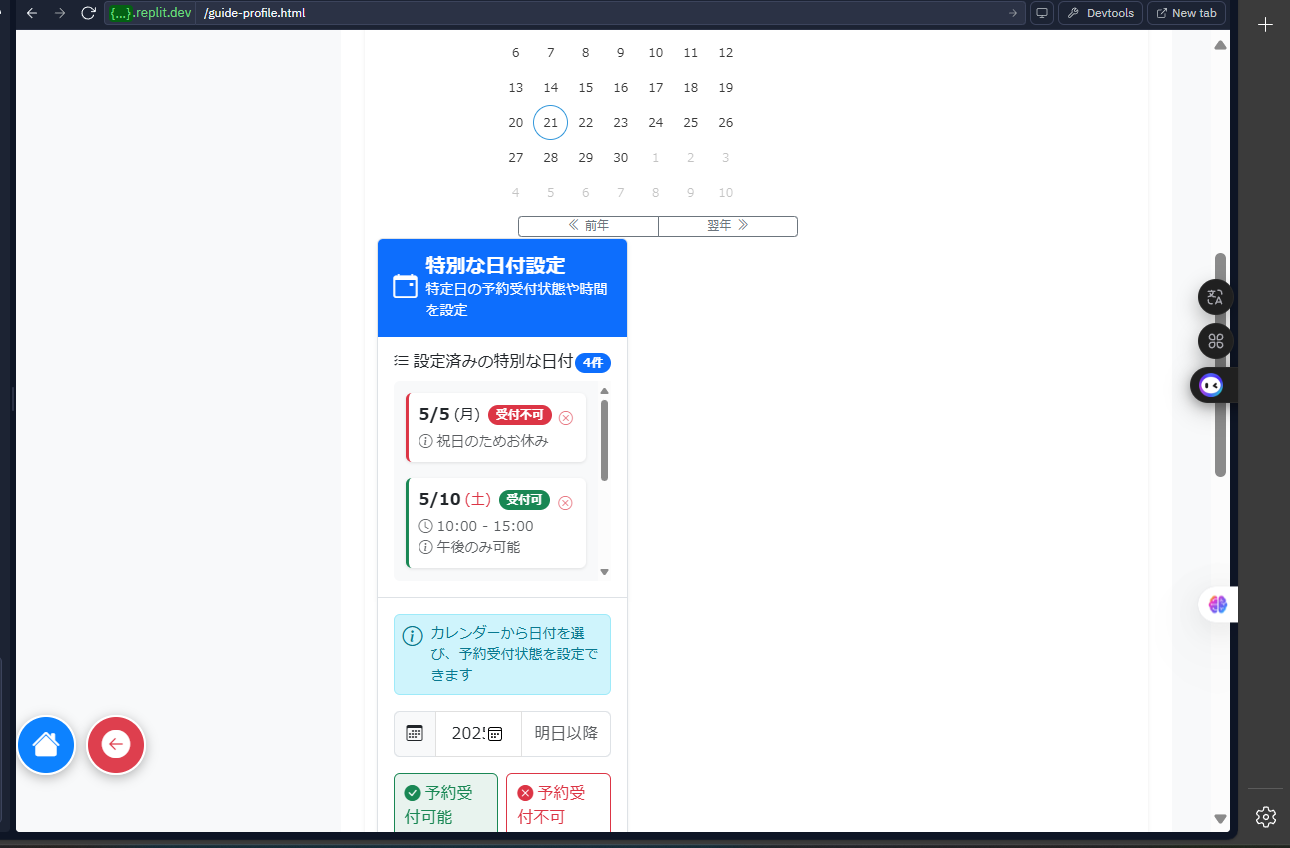 {...}.replit.dev /guide-profile.html Devtools New tab
6 7 8 9 10 11 12
13 14 15 16 17 18 19
20 21 22 23 24 25 26
27 28 29 30 1 2 3
4 5 6 7 8 9 10
前年 翌年
特別な日付設定
特定日の予約受付状態や時間
を設定
設定済みの特別な日付 4件
5/5 (月) 受付不可
祝日のためお休み
5/10 (土) 受付可
10:00 - 15:00
午後のみ可能
カレンダーから日付を選
び、予約受付状態を設定で
きます
202 明日以降
予約受
付可能
予約受
付不可